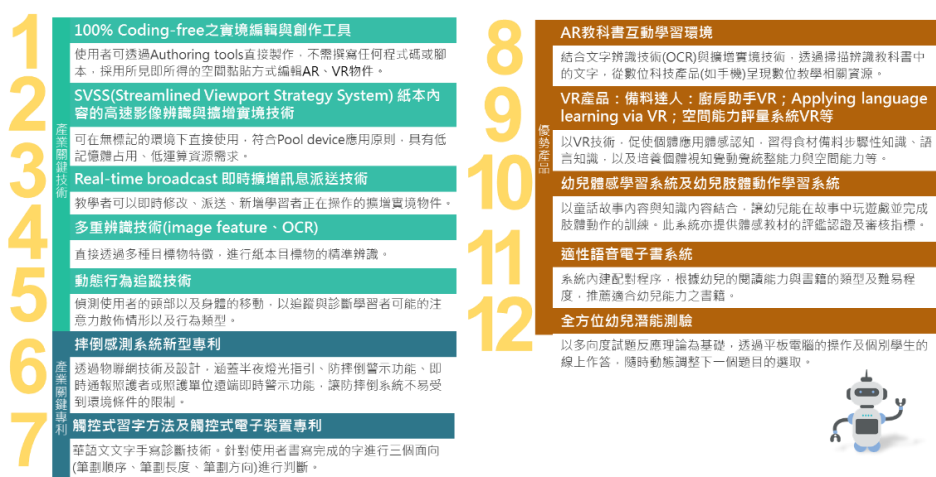 1
100% Coding-free之實境編輯與創作工具
使用者可透過Authoring tools直接製作，不需撰寫任何程式碼或腳
本，採用所見即所得的空間黏貼方式編輯AR、VR物件。
2
SVSS(Streamlined Viewport Strategy System) 紙本內
容的高速影像辨識與擴增實境技術
可在無標記的環境下直接使用，符合Pool device應用原則，具有低
記憶體占用、低運算資源需求。
3
Real-time broadcast 即時擴增訊息派送技術
教學者可以即時修改、派送、新增學習者正在操作的擴增實境物件。
4
多重辨識技術(image feature、OCR)
直接透過多種目標物特徵，進行紙本目標物的精準辨識。
5
動態行為追蹤技術
偵測使用者的頭部以及身體的移動，以追蹤與診斷學習者可能的注
意力散佈情形以及行為類型。
產業關鍵技術
6
摔倒感測系統新型專利
透過物聯網技術及設計，涵蓋半夜燈光指引、防摔倒警示功能、即
時通報照護者或照護單位遠端即時警示功能，讓防摔倒系統不易受
到環境條件的限制。
7
觸控式習字方法及觸控式電子裝置專利
華語文文字手寫診斷技術。針對使用者書寫完成的字進行三個面向
(筆劃順序、筆劃長度、筆劃方向)進行判斷。
產業關鍵專利
8
AR教科書互動學習環境
結合文字辨識技術(OCR)與擴增實境技術，透過掃描辨識教科書中
的文字，從數位科技產品(如手機)呈現數位教學相關資源。
9
VR產品：備料達人：廚房助手VR；Applying language
learning via VR；空間能力評量系統VR等
以VR技術，促使個體應用體感認知，習得食材備料步驟性知識、語
言知識，以及培養個體視知覺動覺統整能力與空間能力等。
10
幼兒體感學習系統及幼兒肢體動作學習系統
以童話故事內容與知識內容結合，讓幼兒能在故事中玩遊戲並完成
肢體動作的訓練。此系統亦提供體感教材的評鑑認證及審核指標。
11
適性語音電子書系統
系統內建配對程序，根據幼兒的閱讀能力與書籍的類型及難易程
度，推薦適合幼兒能力之書籍。
12
全方位幼兒潛能測驗
以多向度試題反應理論為基礎，透過平板電腦的操作及個別學生的
線上作答，隨時動態調整下一個題目的選取。
優勢產品